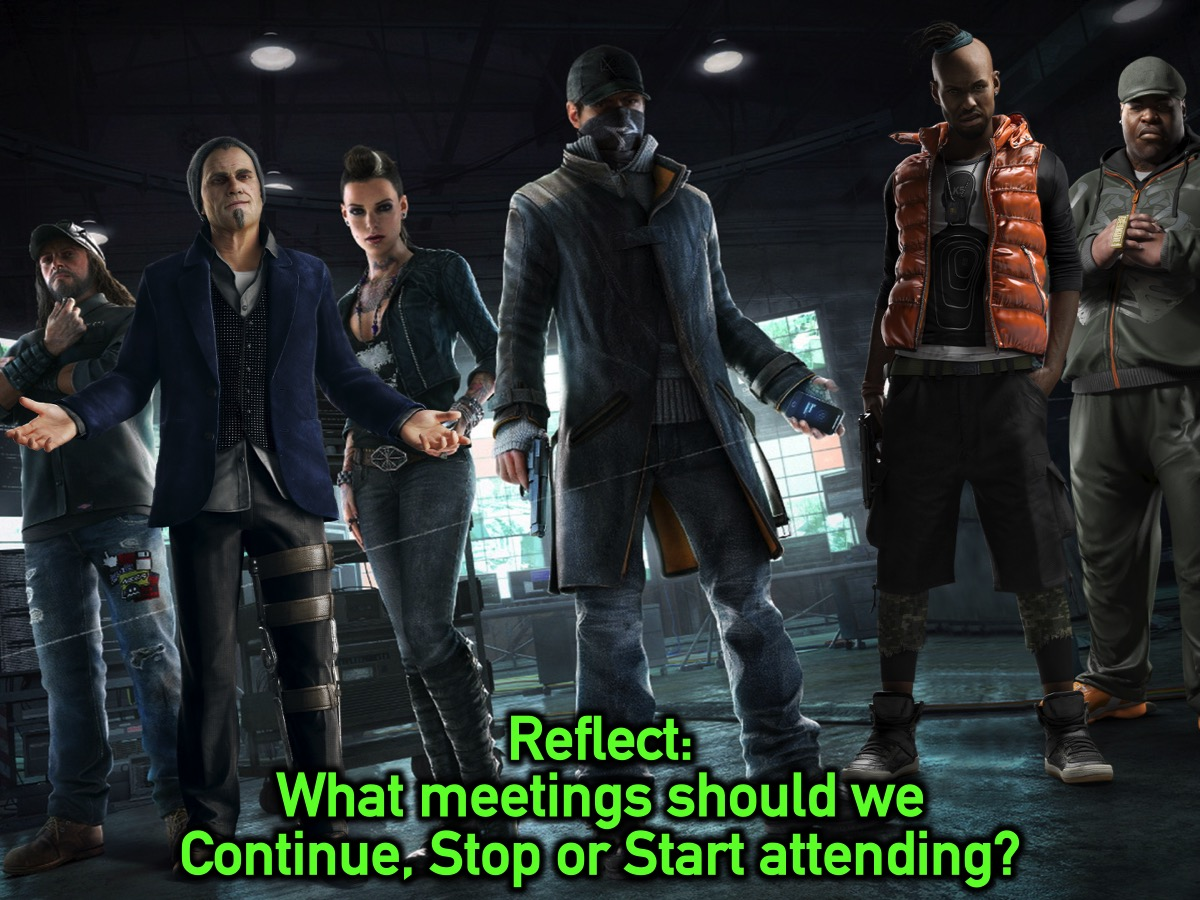 Reflect:
What meetings should we
Continue, Stop or Start attending?